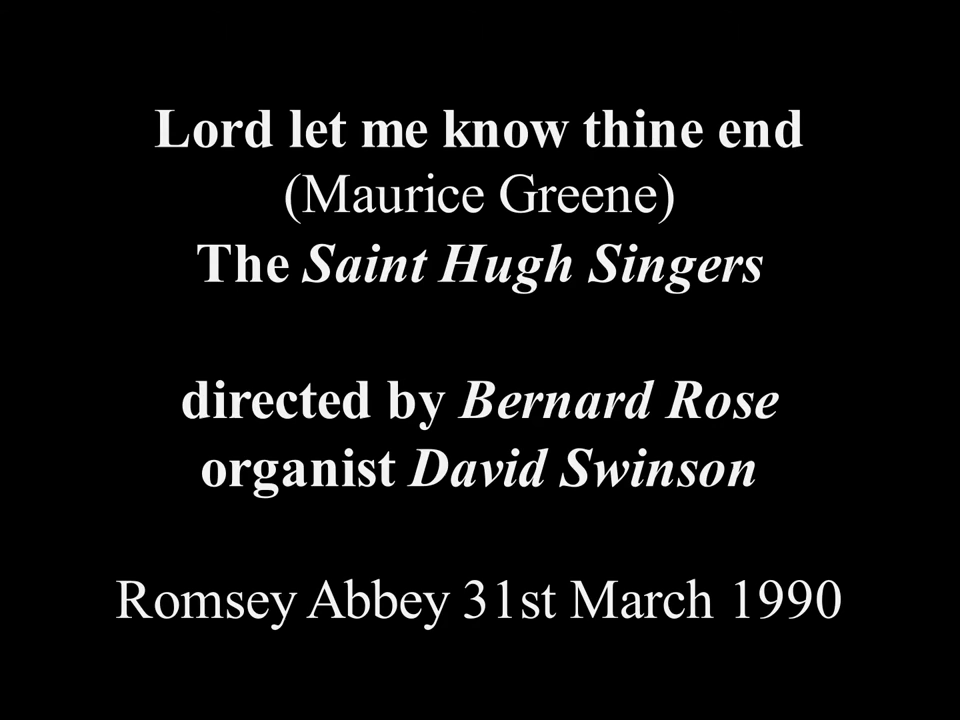 Lord let me know thine end
(Maurice Greene)
The Saint Hugh Singers
directed by Bernard Rose
organist David Swinson
Romsey Abbey 31st March 1990